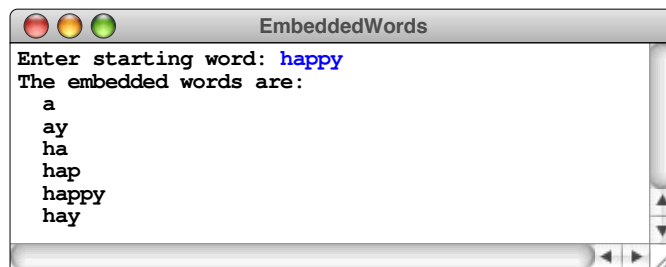 EmbeddedWords
Enter starting word: happy
The embedded words are:
a
ay
ha
hap
happy
hay